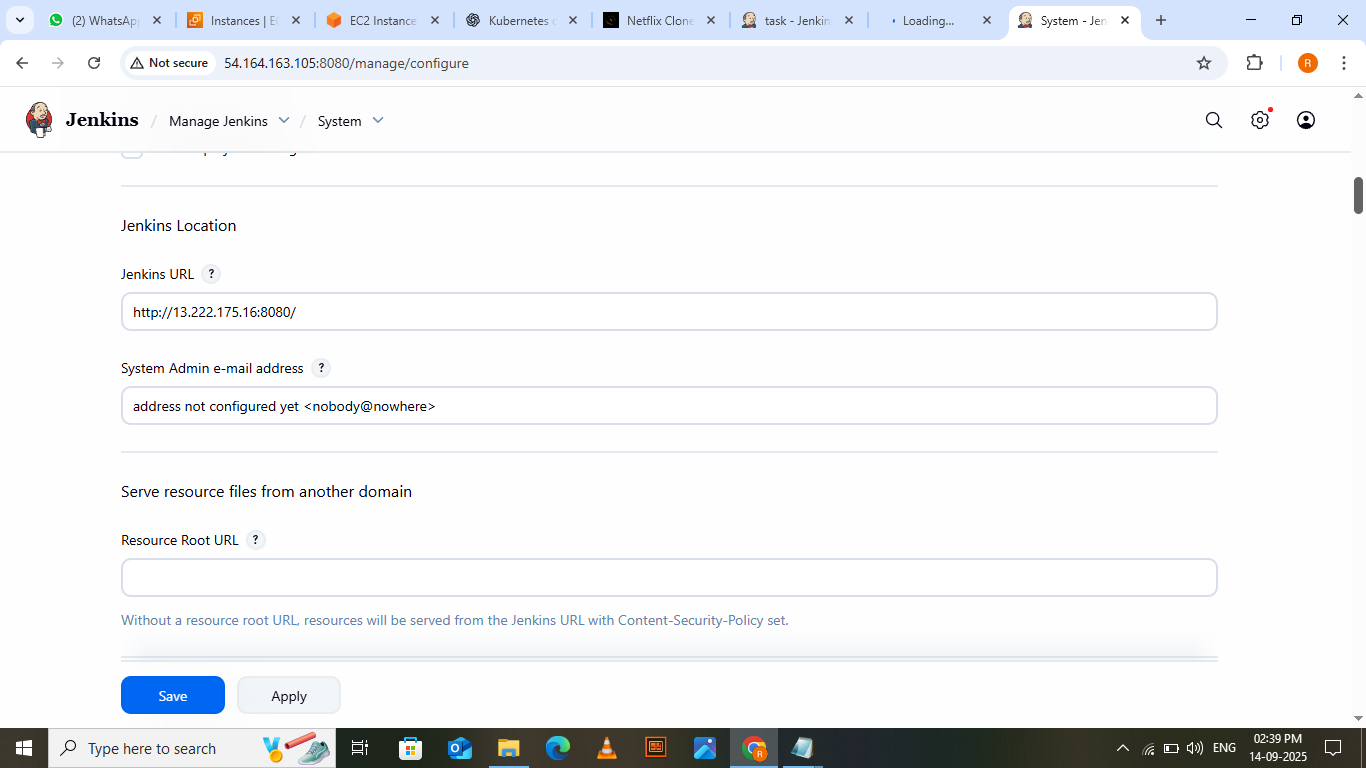 (2) WhatsAp
Instances | E
EC2 Instance
Kubernetes
Netflix Clone
task - Jenkin
Loading...
System - Jen
Not secure
54.164.163.105:8080/manage/configure
R
Jenkins / Manage Jenkins / System
Jenkins Location
Jenkins URL ?
http://13.222.175.16:8080/
System Admin e-mail address ?
address not configured yet <nobody@nowhere>
Serve resource files from another domain
Resource Root URL ?
Without a resource root URL, resources will be served from the Jenkins URL with Content-Security-Policy set.
Save
Apply
Type here to search
ENG
02:39 PM
14-09-2025